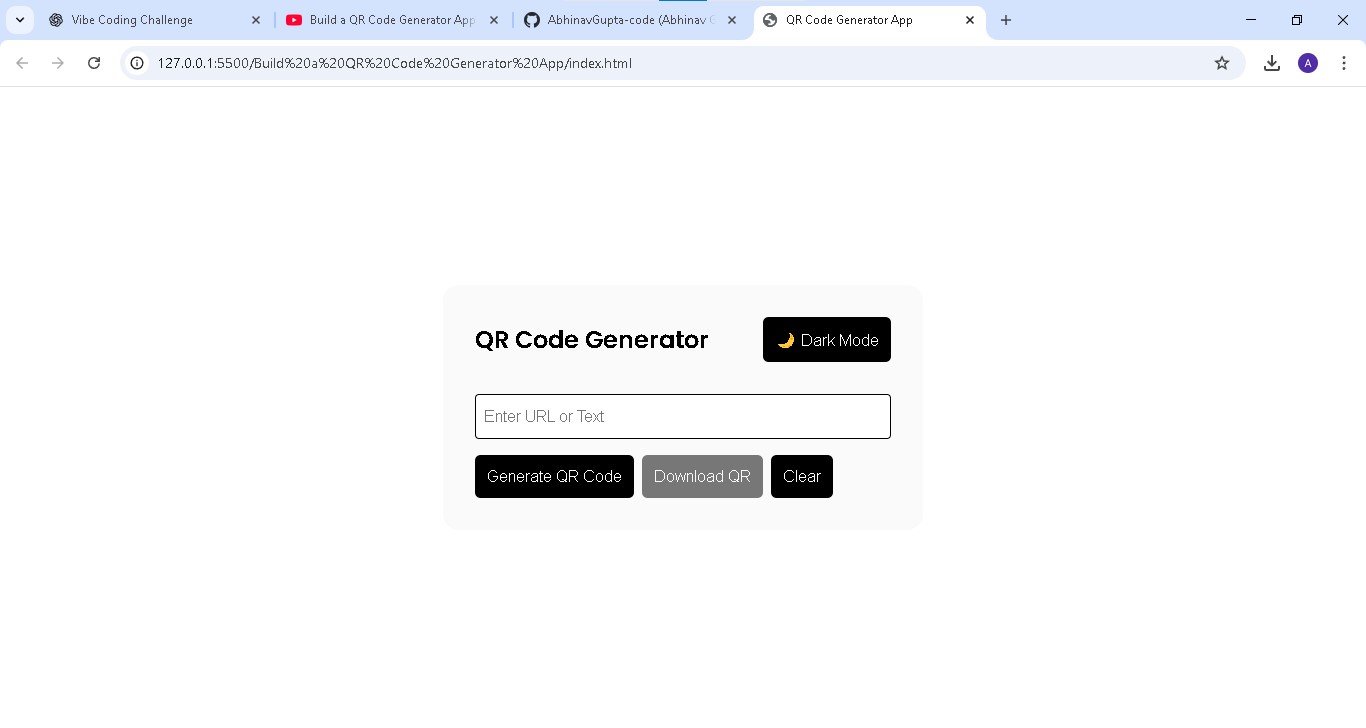 Vibe Coding Challenge
Build a QR Code Generator App
AbhinavGupta-code (Abhinav G
QR Code Generator App
127.0.0.1:5500/Build%20a%20QR%20Code%20Generator%20App/index.html
A
QR Code Generator
🌙 Dark Mode
Enter URL or Text
Generate QR Code
Download QR
Clear